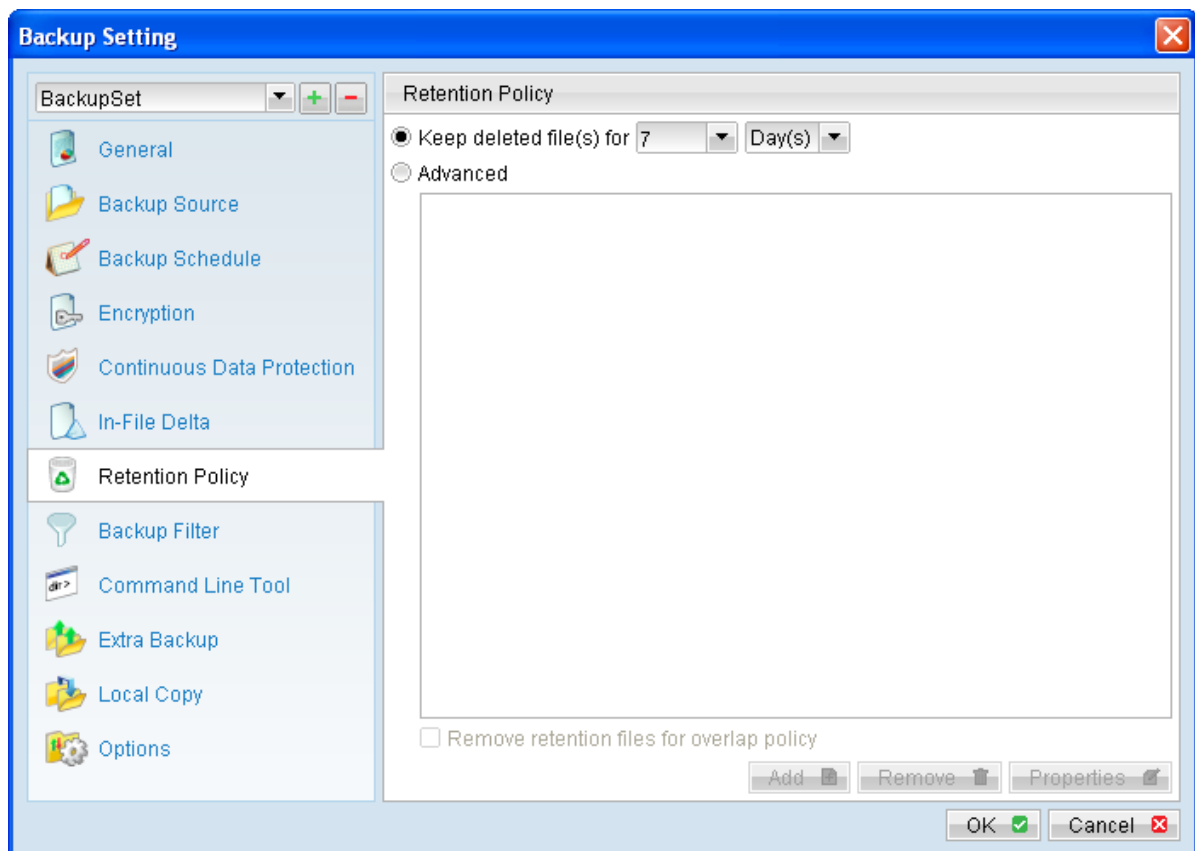 Backup Setting
BackupSet
General
Backup Source
Backup Schedule
Encryption
Continuous Data Protection
In-File Delta
Retention Policy
Backup Filter
dir>
Command Line Tool
Extra Backup
Local Copy
Options
Retention Policy
Keep deleted file(s) for 7 Day(s)
Advanced
Remove retention files for overlap policy
Add Remove Properties
OK Cancel